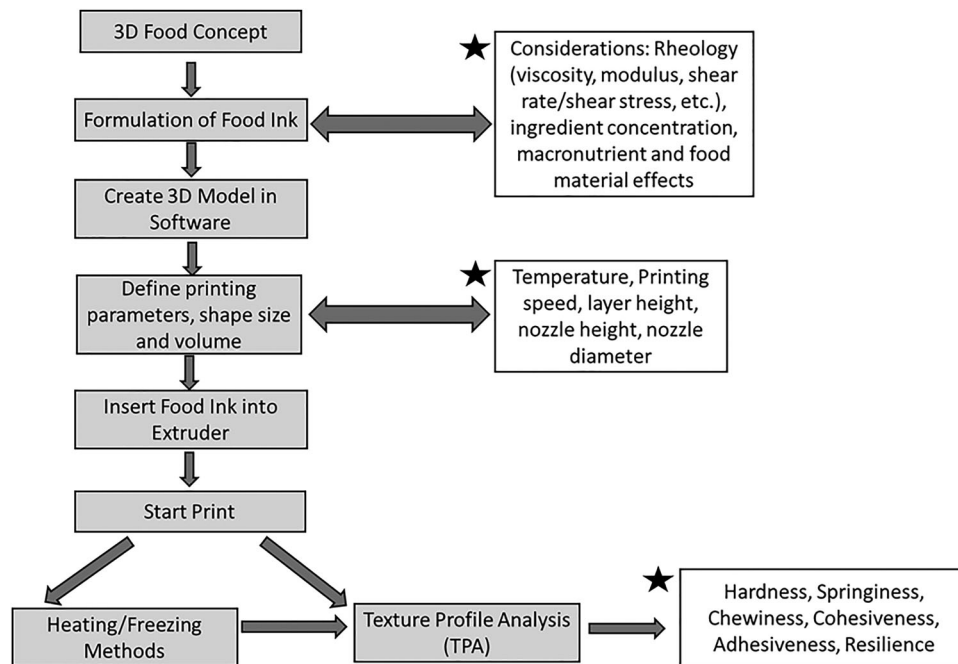 3D Food Concept
Considerations: Rheology
(viscosity, modulus, shear
rate/shear stress, etc.),
ingredient concentration,
macronutrient and food
material effects
Formulation of Food Ink
Create 3D Model in
Software
Define printing
parameters, shape size
and volume
Temperature, Printing
speed, layer height,
nozzle height, nozzle
diameter
Insert Food Ink into
Extruder
Start Print
Heating/Freezing
Methods
Texture Profile Analysis
(TPA)
Hardness, Springiness,
Chewiness, Cohesiveness,
Adhesiveness, Resilience